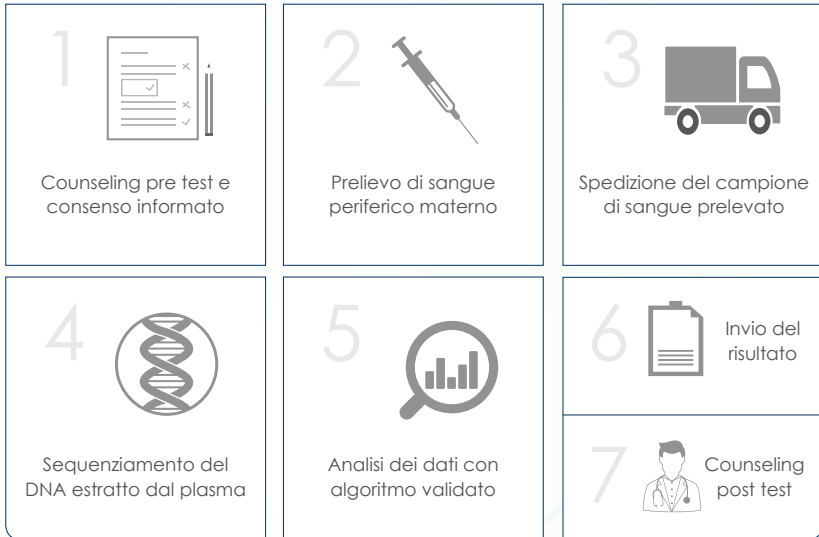 1
Counseling pre test e
consenso informato
2
Prelievo di sangue
periferico materno
3
Spedizione del campione
di sangue prelevato
4
Sequenziamento del
DNA estratto dal plasma
5
Analisi dei dati con
algoritmo validato
6
Invio del
risultato
7
Counseling
post test